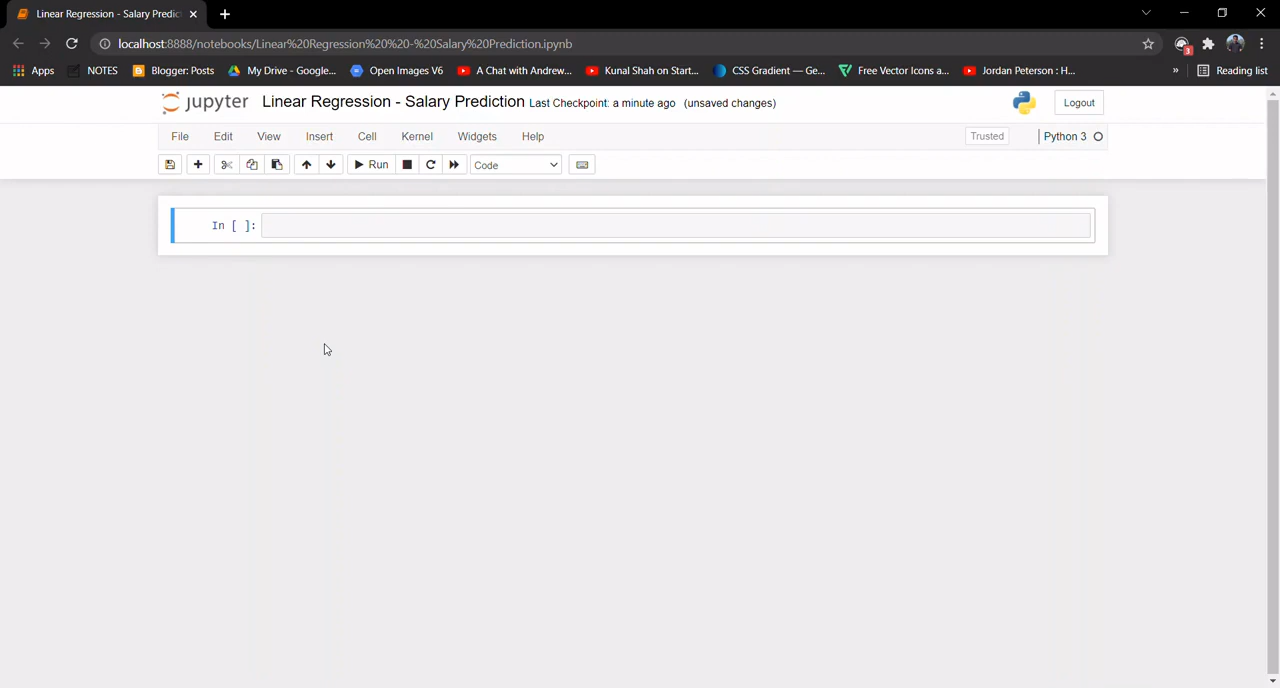 Linear Regression - Salary Predic
localhost:8888/notebooks/Linear%20Regression%20%20-%20Salary%20Prediction.ipynb
3
Apps NOTES Blogger: Posts My Drive - Google... Open Images V6 A Chat with Andrew... Kunal Shah on Start... CSS Gradient — Ge... Free Vector Icons a... Jordan Peterson : H... » Reading list
jupyter Linear Regression - Salary Prediction Last Checkpoint: a minute ago (unsaved changes) Logout
File Edit View Insert Cell Kernel Widgets Help Trusted Python 3
Run Code
In [ ]: